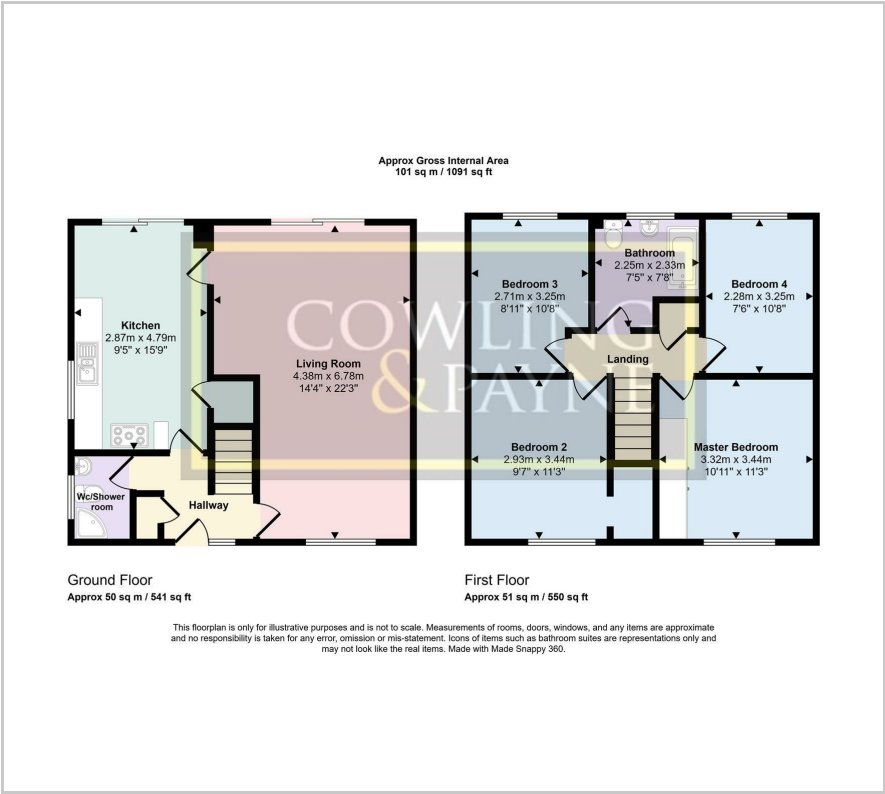 Approx Gross Internal Area
101 sq m / 1091 sq ft
COWLING
& PAYNE
Kitchen
2.87m x 4.79m
9'5" x 15'9"
Living Room
4.38m x 6.78m
14'4" x 22'3"
Wc/Shower
room
Hallway
Ground Floor
Approx 50 sq m / 541 sq ft
Bedroom 3
2.71m x 3.25m
8'11" x 10'8"
Bathroom
2.25m x 2.33m
7'5" x 7'8"
Bedroom 4
2.28m x 3.25m
7'6" x 10'8"
Landing
Bedroom 2
2.93m x 3.44m
9'7" x 11'3"
Master Bedroom
3.32m x 3.44m
10'11" x 11'3"
First Floor
Approx 51 sq m / 550 sq ft
This floorplan is only for illustrative purposes and is not to scale. Measurements of rooms, doors, windows, and any items are approximate
and no responsibility is taken for any error, omission or mis-statement. Icons of items such as bathroom suites are representations only and
may not look like the real items. Made with Made Snappy 360.